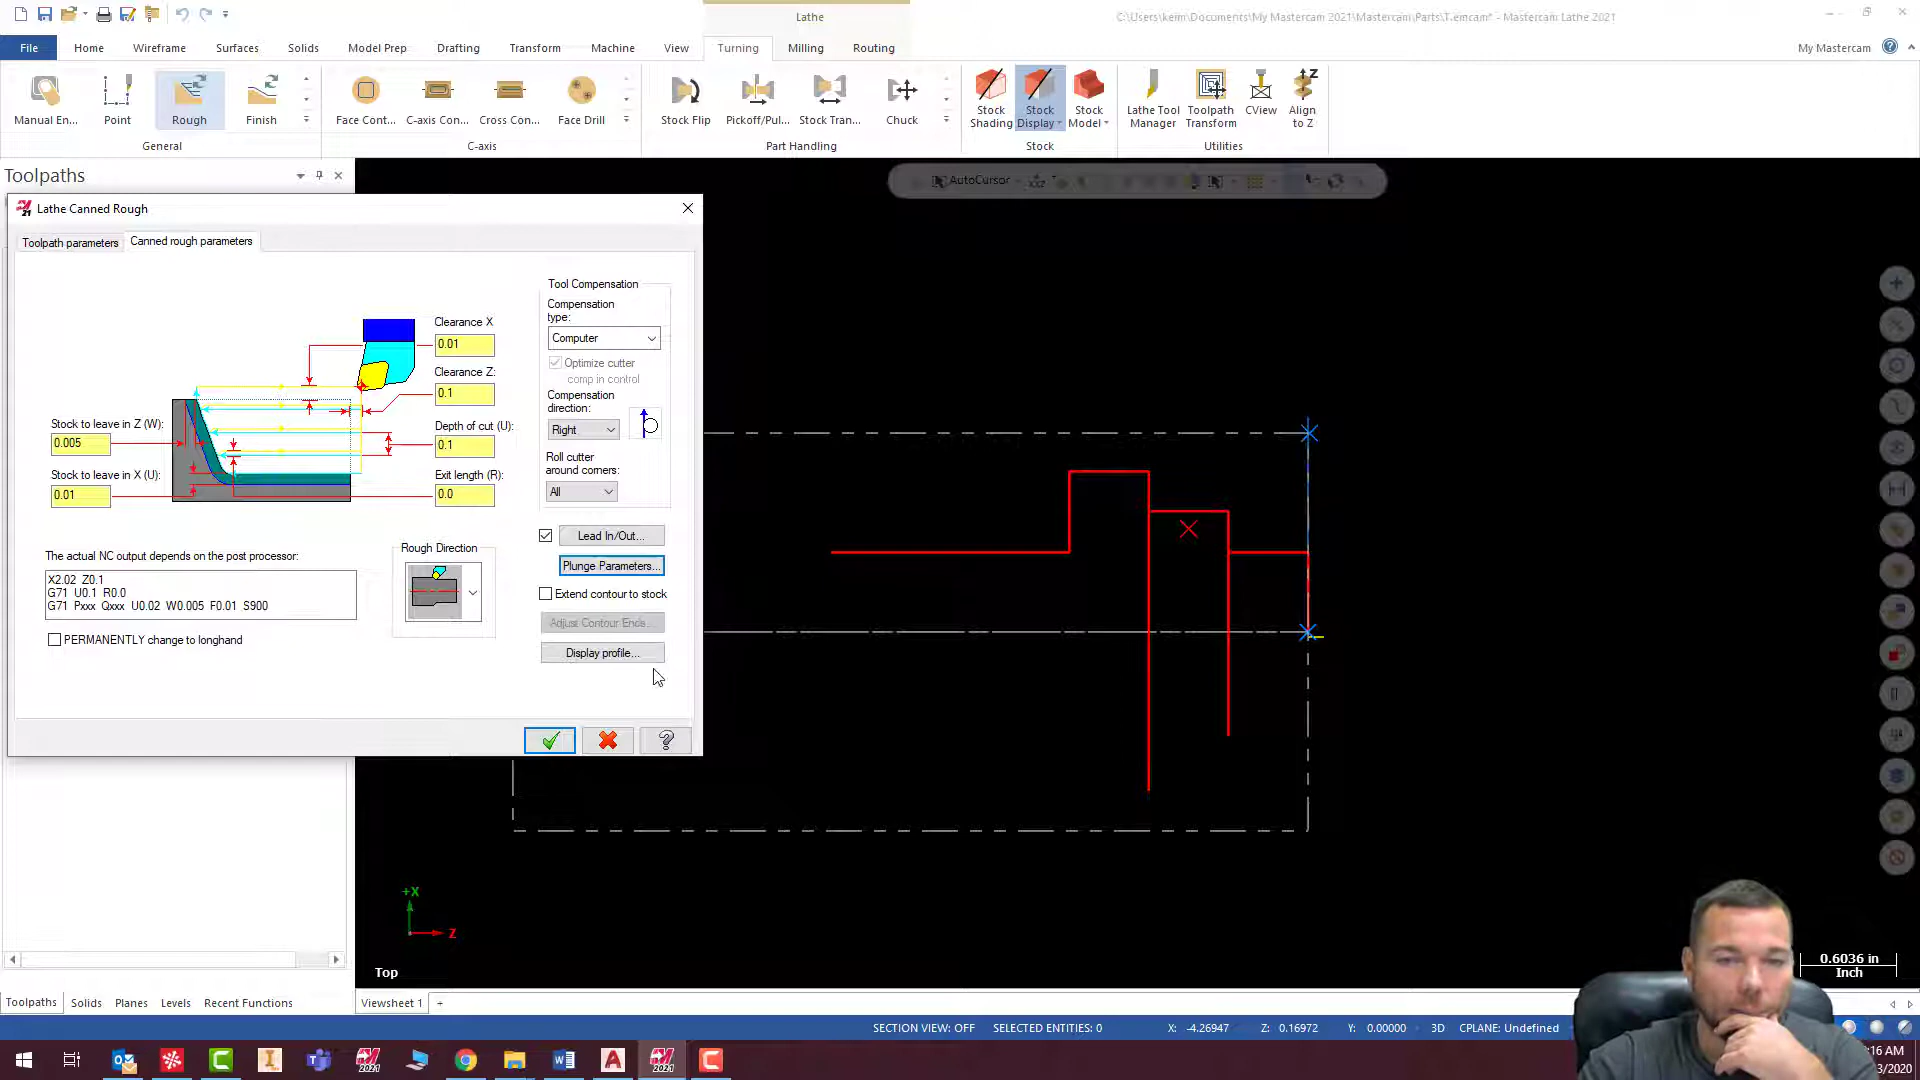 Lathe
C:\Users\keim\Documents\My Mastercam 2021\Mastercam\Parts\T.emcam* - Mastercam Lathe 2021
File
Home
Wireframe
Surfaces
Solids
Model Prep
Drafting
Transform
Machine
View
Turning
Milling
Routing
My Mastercam
Manual En...
Point
Rough
Finish
Face Cont...
C-axis Con...
Cross Con...
Face Drill
Stock Flip
Pickoff/Pul...
Stock Tran...
Chuck
Stock
Shading
Stock
Display
Stock
Model
Lathe Tool
Manager
Toolpath
Transform
CView
Align
to Z
General
C-axis
Part Handling
Stock
Utilities
Toolpaths
AutoCursor
Lathe Canned Rough
Toolpath parameters
Canned rough parameters
Tool Compensation
Compensation
type:
Computer
Optimize cutter
comp in control
Compensation
direction:
Right
Roll cutter
around corners:
All
Clearance X
0.01
Clearance Z:
0.1
Depth of cut (U):
0.1
Exit length (R):
0.0
Stock to leave in Z (W):
0.005
Stock to leave in X (U):
0.01
Lead In/Out...
Plunge Parameters...
Extend contour to stock
Adjust Contour Ends...
Display profile...
Rough Direction
The actual NC output depends on the post processor:
X2.02 Z0.1
G71 U0.1 R0.0
G71 Pxxx Qxxx U0.02 W0.005 F0.01 S900
PERMANENTLY change to longhand
+X
Z
Top
0.6036 in
Inch
Toolpaths
Solids
Planes
Levels
Recent Functions
Viewsheet 1
+
SECTION VIEW: OFF
SELECTED ENTITIES: 0
X: -4.26947
Z: 0.16972
Y: 0.00000
3D
CPLANE: Undefined
:16 AM
3/2020
2021
2021